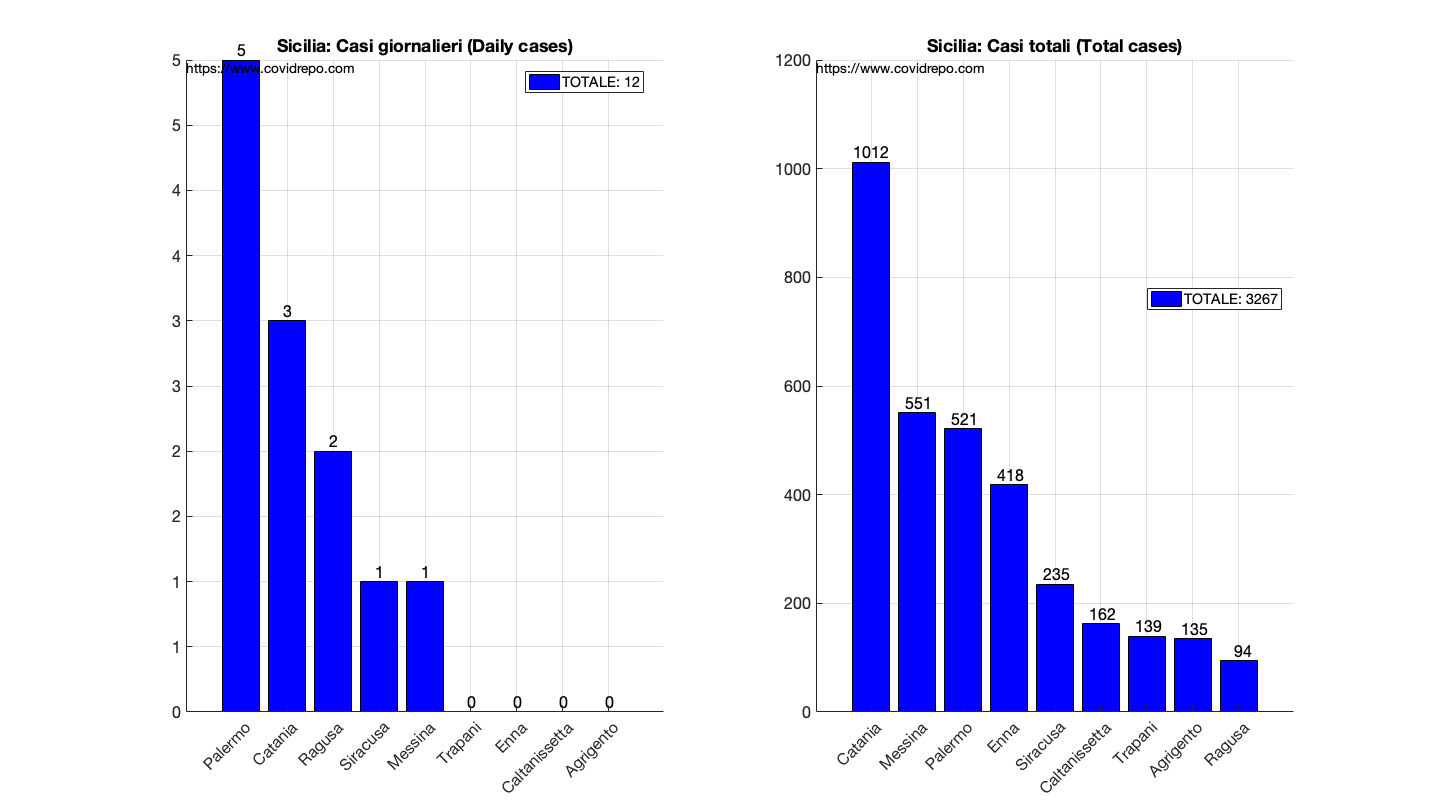 Sicilia: Casi giornalieri (Daily cases)
https://www.covidrepo.com
TOTALE: 12
5
5
4
4
3
3
2
2
1
1
0
5
3
2
1
1
0
0
0
0
Palermo
Catania
Ragusa
Siracusa
Messina
Trapani
Enna
Caltanissetta
Agrigento
Sicilia: Casi totali (Total cases)
https://www.covidrepo.com
TOTALE: 3267
1200
1000
800
600
400
200
0
1012
551
521
418
235
162
139
135
94
Catania
Messina
Palermo
Enna
Siracusa
Caltanissetta
Trapani
Agrigento
Ragusa